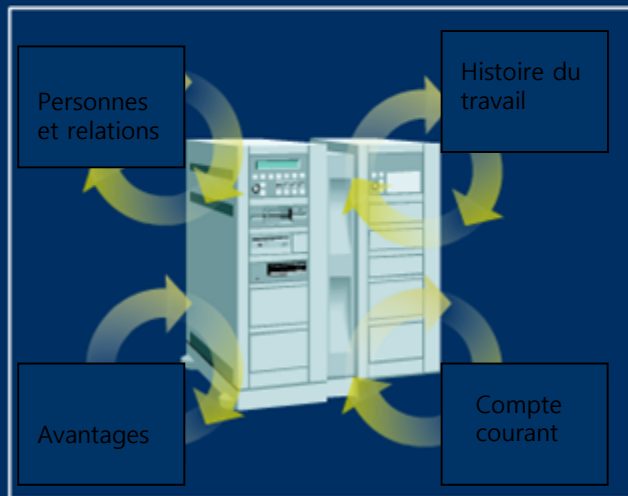 Personnes
et relations
Histoire du
travail
Avantages
Compte
courant